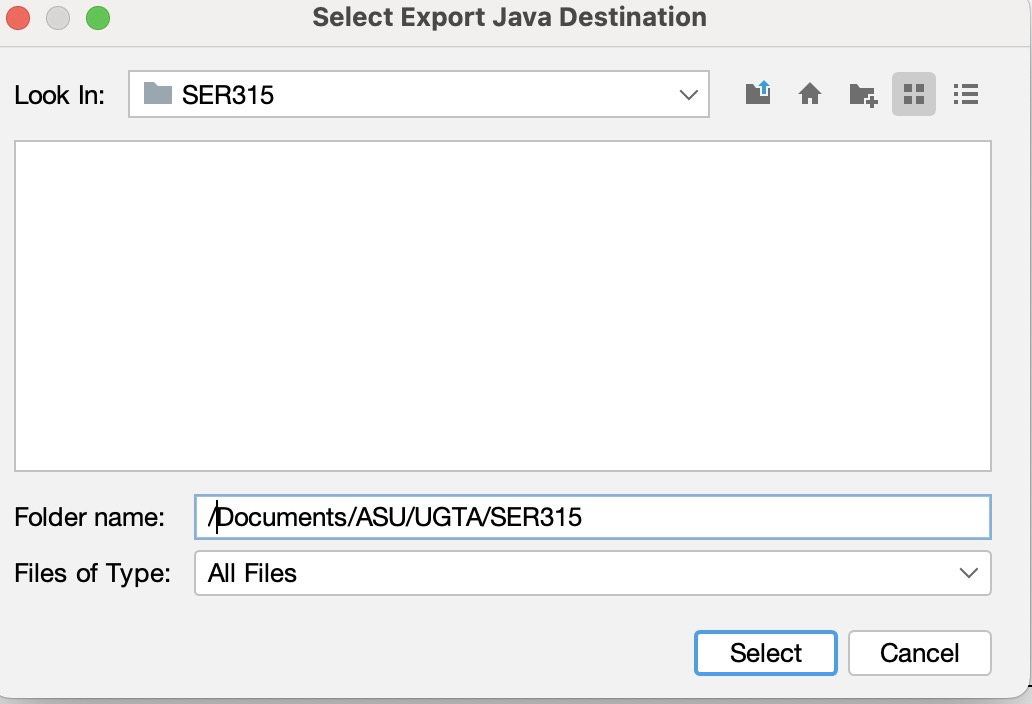 Select Export Java Destination
Look In: SER315
Folder name: /Documents/ASU/UGTA/SER315
Files of Type: All Files
Select Cancel